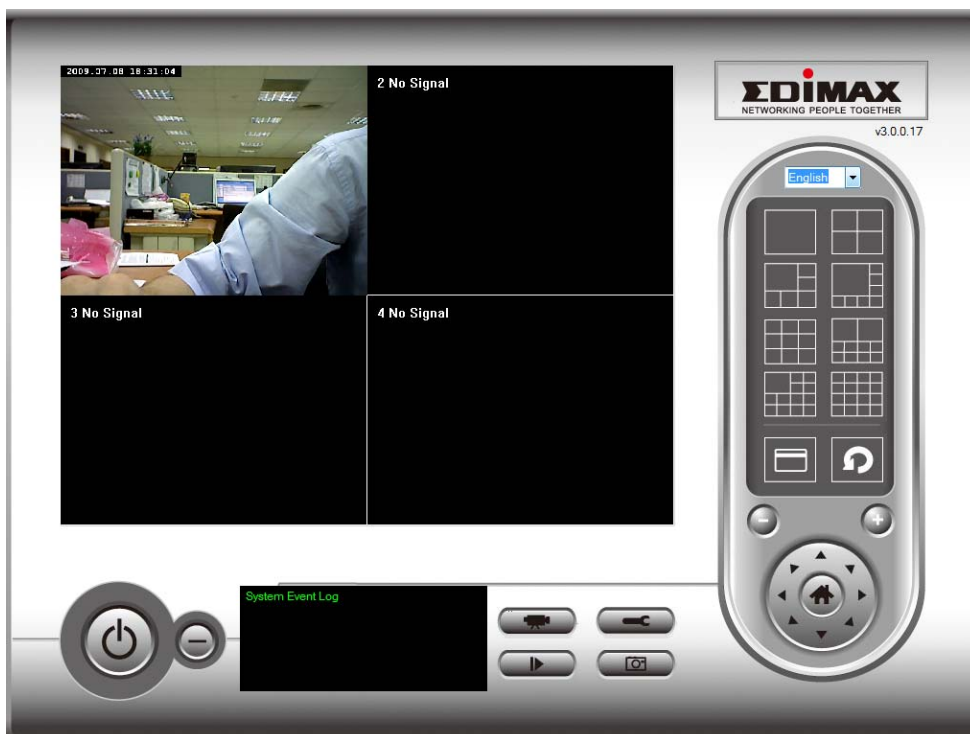 2009.07.08 18:31:04
2 No Signal
3 No Signal
4 No Signal
EDIMAX
NETWORKING PEOPLE TOGETHER
v3.0.0.17
English
System Event Log